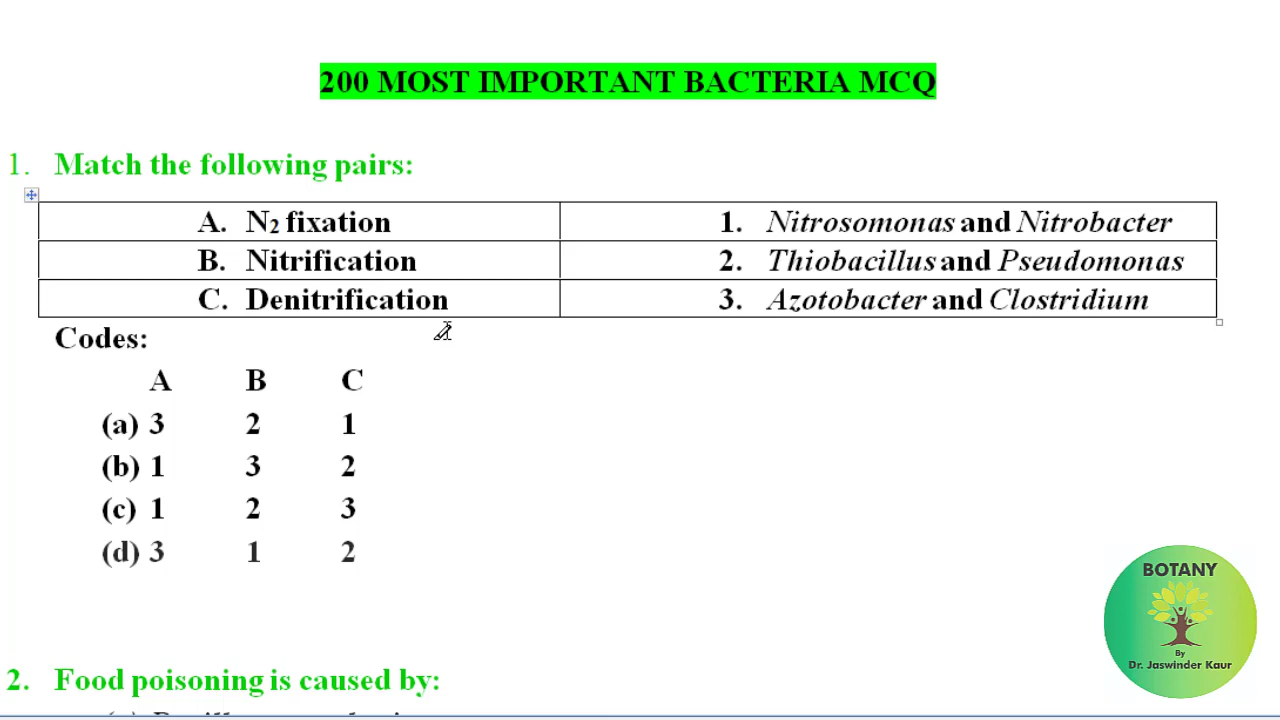 200 MOST IMPORTANT BACTERIA MCQ
1. Match the following pairs:
A. N2 fixation 1. Nitrosomonas and Nitrobacter
B. Nitrification 2. Thiobacillus and Pseudomonas
C. Denitrification 3. Azotobacter and Clostridium
Codes:
A B C
(a) 3 2 1
(b) 1 3 2
(c) 1 2 3
(d) 3 1 2
BOTANY
By
Dr. Jaswinder Kaur
2. Food poisoning is caused by: